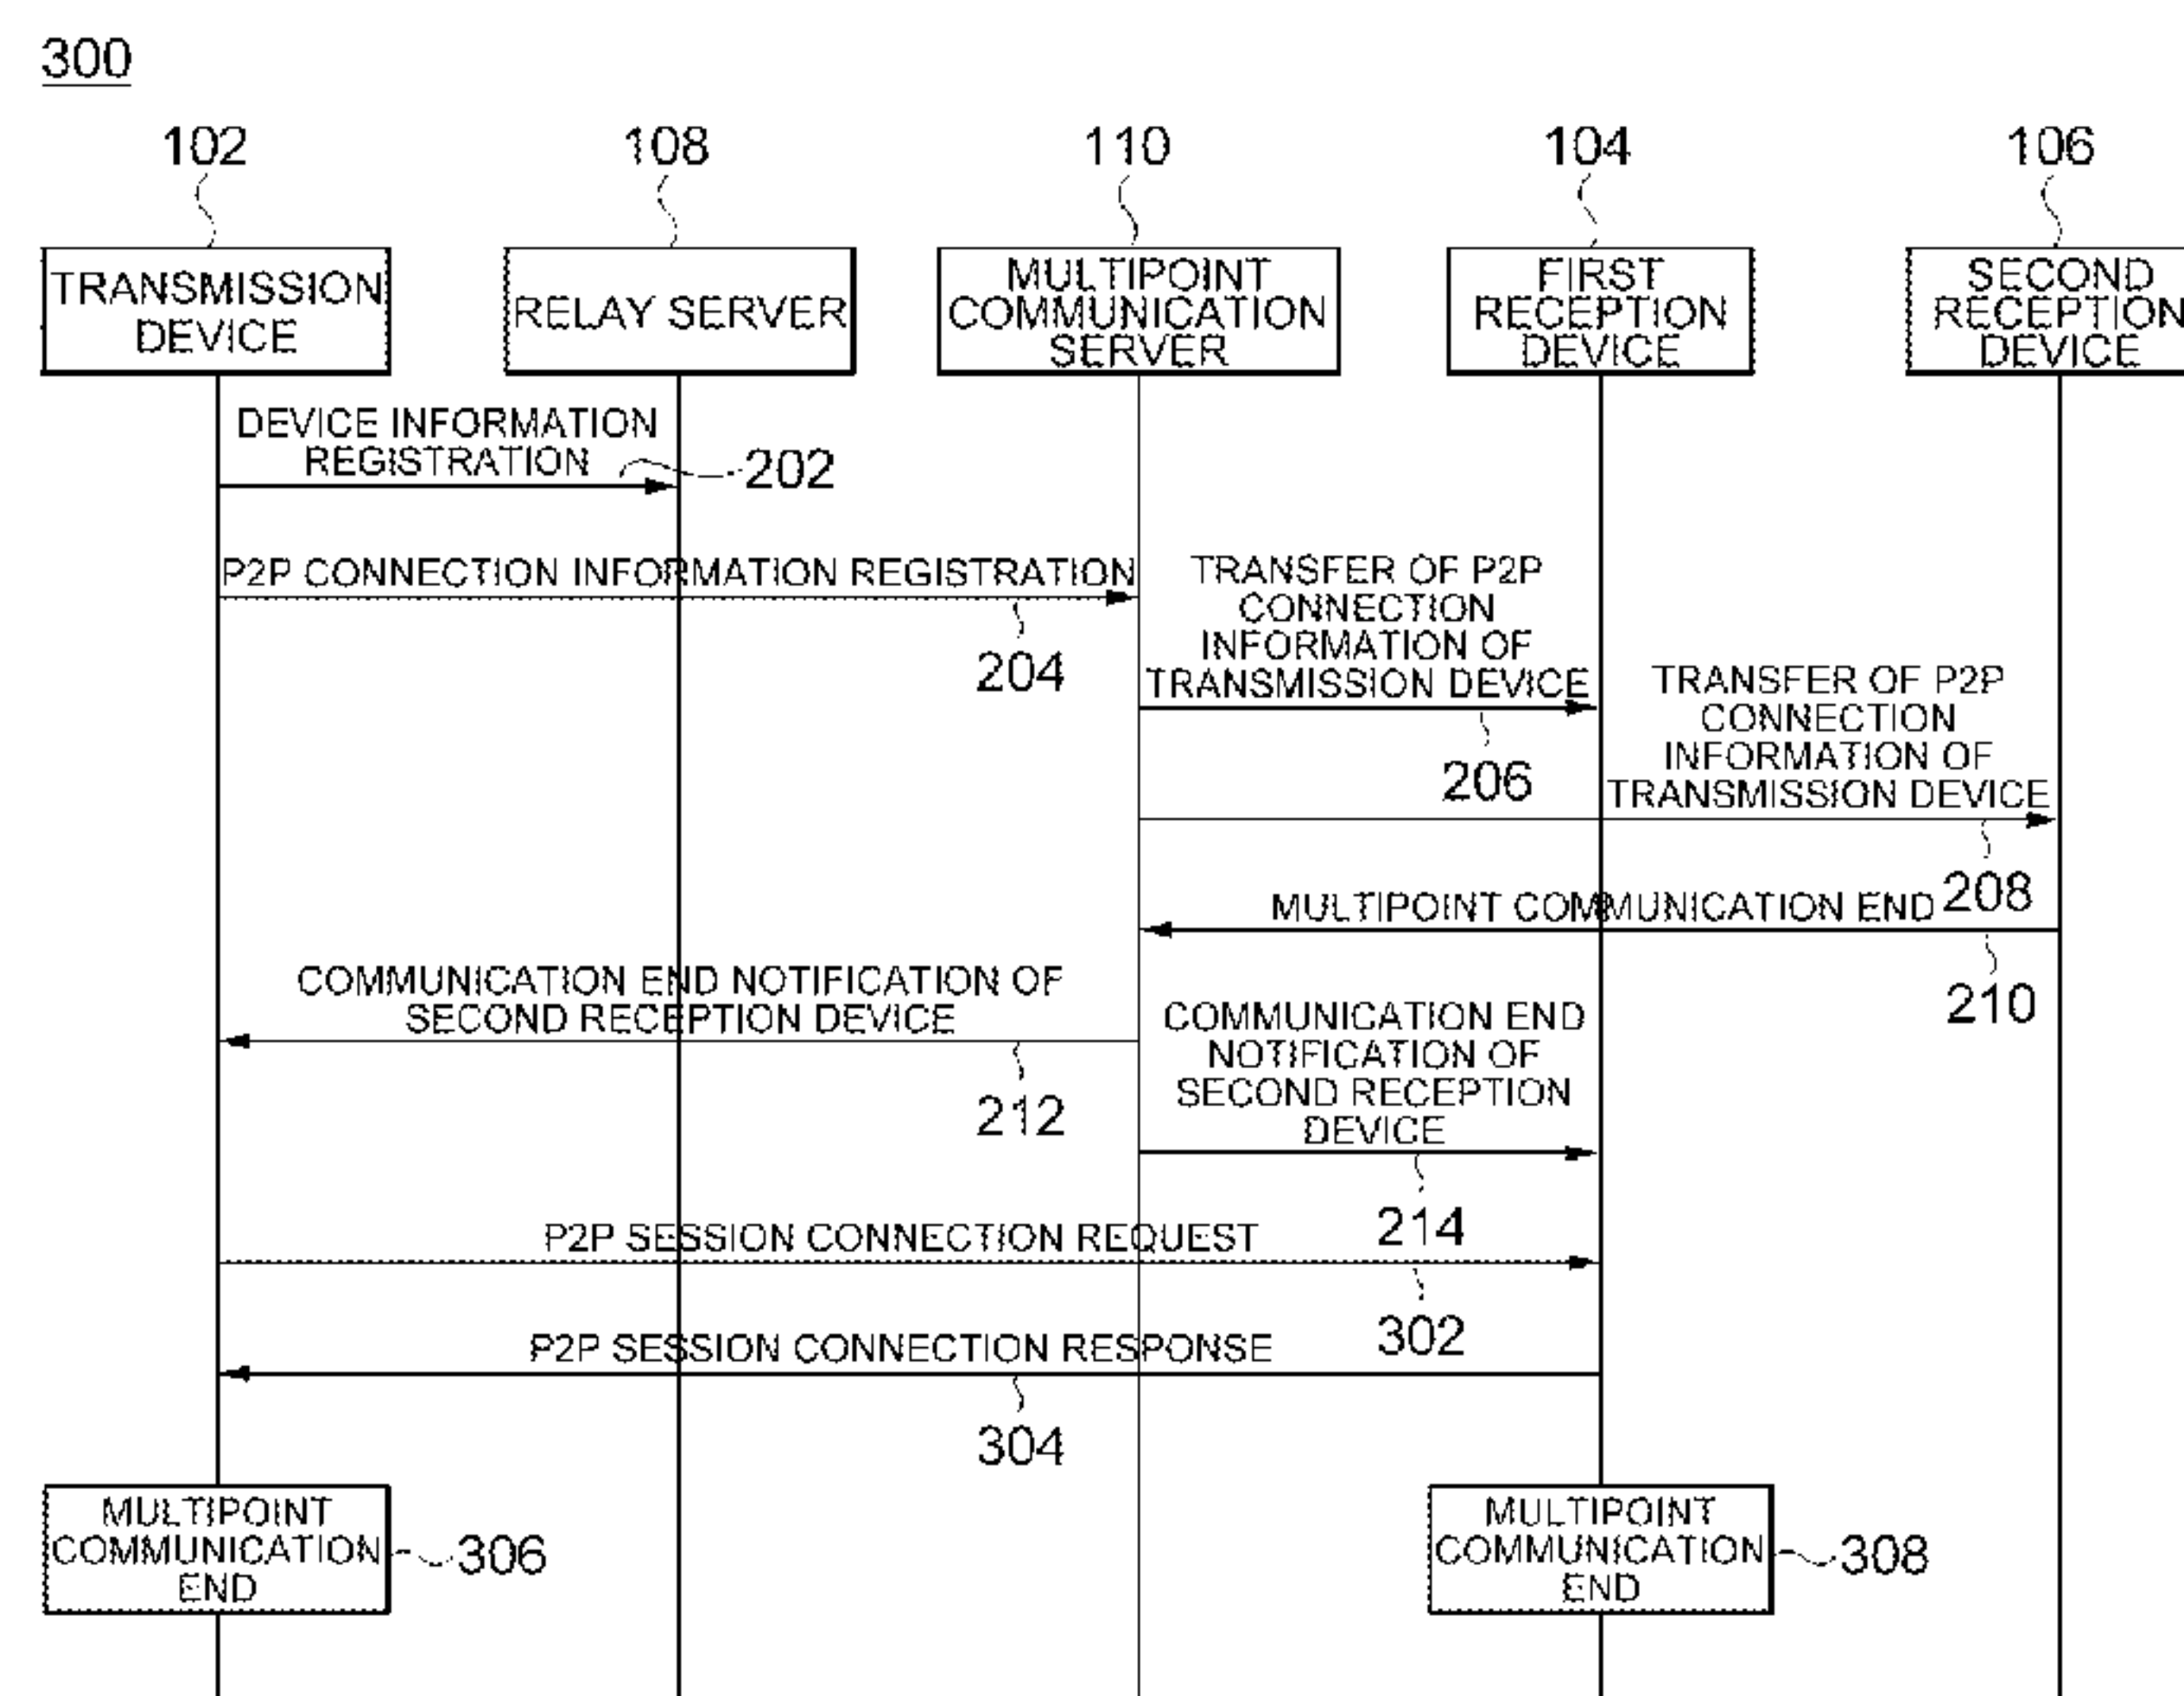 300
102
108
110
104
106
TRANSMISSION
DEVICE
RELAY SERVER
MULTIPOINT
COMMUNICATION
SERVER
FIRST
RECEPTION
DEVICE
SECOND
RECEPTION
DEVICE
DEVICE INFORMATION
REGISTRATION
202
P2P CONNECTION INFORMATION REGISTRATION
204
TRANSFER OF P2P
CONNECTION
INFORMATION OF
TRANSMISSION DEVICE
206
TRANSFER OF P2P
CONNECTION
INFORMATION OF
TRANSMISSION DEVICE
208
MULTIPOINT COMMUNICATION END
210
COMMUNICATION END NOTIFICATION OF
SECOND RECEPTION DEVICE
212
COMMUNICATION END
NOTIFICATION OF
SECOND RECEPTION
DEVICE
214
P2P SESSION CONNECTION REQUEST
302
P2P SESSION CONNECTION RESPONSE
304
MULTIPOINT
COMMUNICATION
END
306
MULTIPOINT
COMMUNICATION
END
308